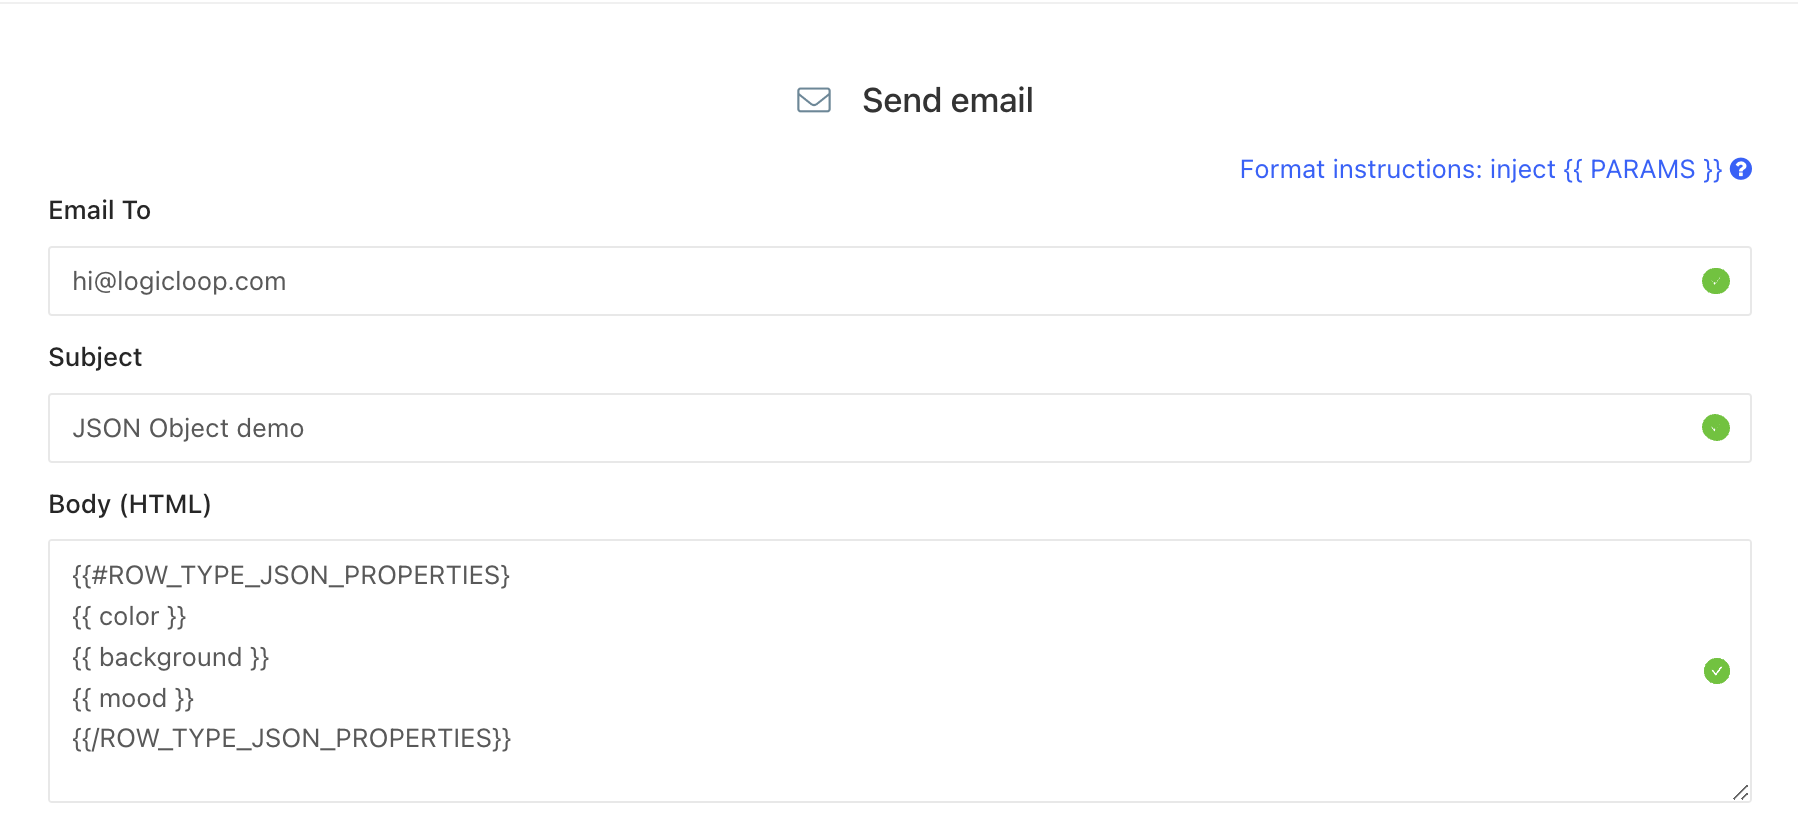 Send email
Format instructions: inject {{ PARAMS }}
Email To
hi@logicloop.com
Subject
JSON Object demo
Body (HTML)
{{#ROW_TYPE_JSON_PROPERTIES}
{{ color }}
{{ background }}
{{ mood }}
{{/ROW_TYPE_JSON_PROPERTIES}}